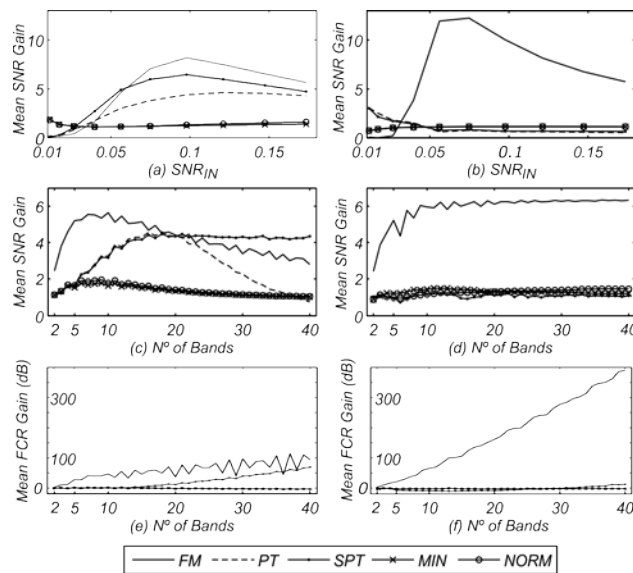 Mean SNR Gain
10
5
0
0.01 0.05 0.1 0.15
(a) SNR_IN
Mean SNR Gain
10
5
0
0.01 0.05 0.1 0.15
(b) SNR_IN
Mean SNR Gain
6
4
2
0
2 5 10 20 30 40
(c) Nº of Bands
Mean SNR Gain
6
4
2
0
2 5 10 20 30 40
(d) Nº of Bands
Mean FCR Gain (dB)
300
100
0
2 5 10 20 30 40
(e) Nº of Bands
Mean FCR Gain (dB)
300
100
0
2 5 10 20 30 40
(f) Nº of Bands
FM PT SPT MIN NORM